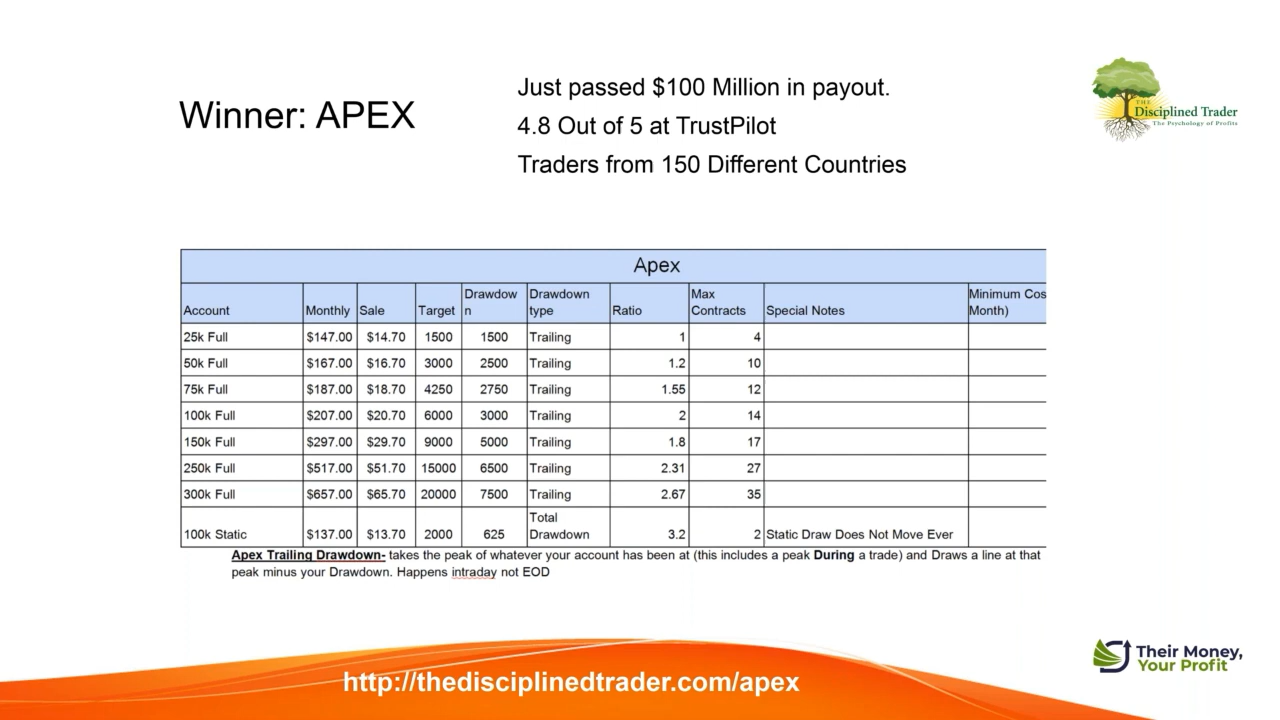 Winner: APEX
Just passed $100 Million in payout.
4.8 Out of 5 at TrustPilot
Traders from 150 Different Countries
THE
Disciplined Trader
The Psychology of Profits
Apex
Account Monthly Sale Target Drawdow n Drawdown type Ratio Max Contracts Special Notes Minimum Cos Month)
25k Full $147.00 $14.70 1500 1500 Trailing 1 4
50k Full $167.00 $16.70 3000 2500 Trailing 1.2 10
75k Full $187.00 $18.70 4250 2750 Trailing 1.55 12
100k Full $207.00 $20.70 6000 3000 Trailing 2 14
150k Full $297.00 $29.70 9000 5000 Trailing 1.8 17
250k Full $517.00 $51.70 15000 6500 Trailing 2.31 27
300k Full $657.00 $65.70 20000 7500 Trailing 2.67 35
100k Static $137.00 $13.70 2000 625 Total Drawdown 3.2 2 Static Draw Does Not Move Ever
Apex Trailing Drawdown- takes the peak of whatever your account has been at (this includes a peak During a trade) and Draws a line at that
peak minus your Drawdown. Happens intraday not EOD
Their Money,
Your Profit
http://thedisciplinedtrader.com/apex